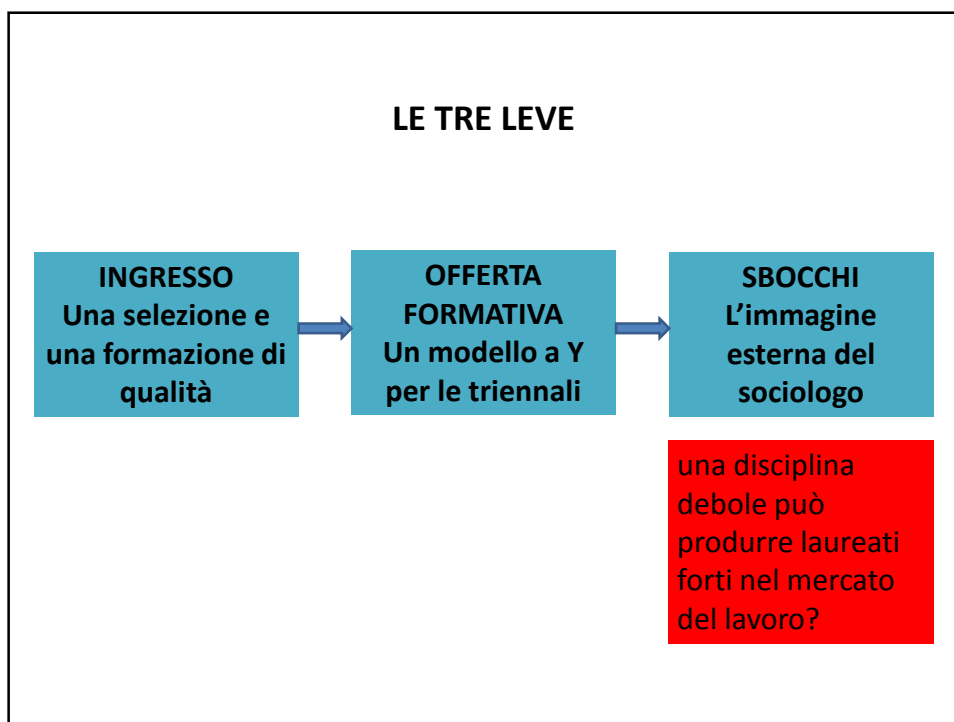 LE TRE LEVE
INGRESSO
Una selezione e
una formazione di
qualità
OFFERTA
FORMATIVA
Un modello a Y
per le triennali
SBOCCHI
L’immagine
esterna del
sociologo
una disciplina
debole può
produrre laureati
forti nel mercato
del lavoro?